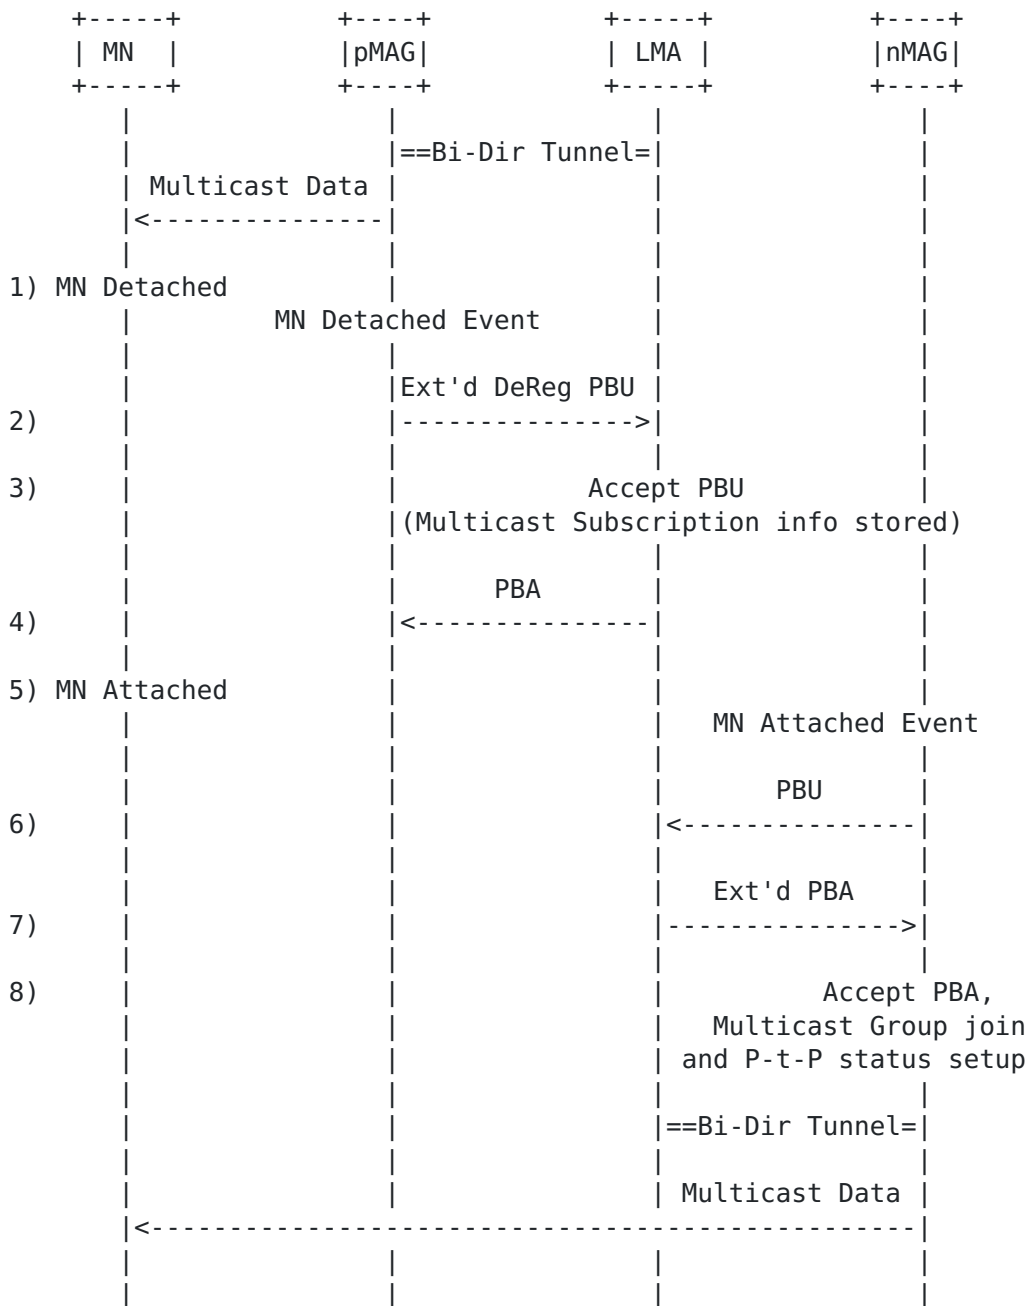 MN pMAG LMA nMAG
==Bi-Dir Tunnel=
Multicast Data
1) MN Detached
MN Detached Event
Ext'd DeReg PBU
2)
3) Accept PBU
(Multicast Subscription info stored)
PBA
4)
5) MN Attached
MN Attached Event
PBU
6)
Ext'd PBA
7)
8) Accept PBA,
Multicast Group join
and P-t-P status setup
==Bi-Dir Tunnel=
Multicast Data